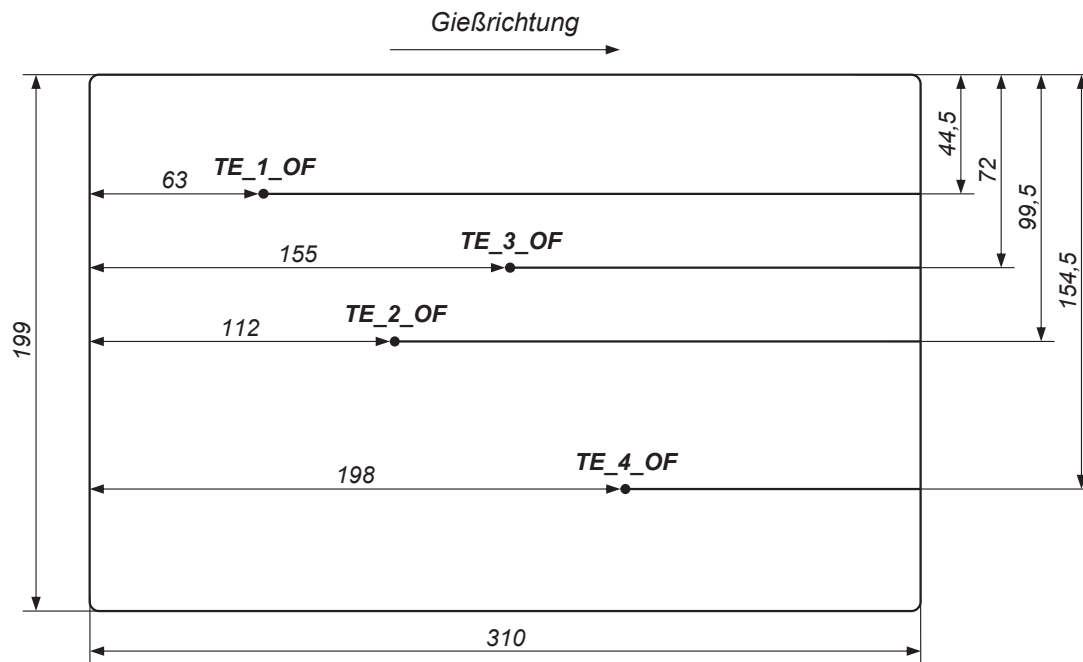 Gießrichtung
44,5
TE_1_OF
72
63
99,5
TE_3_OF
155
154,5
TE_2_OF
112
199
TE_4_OF
198
310